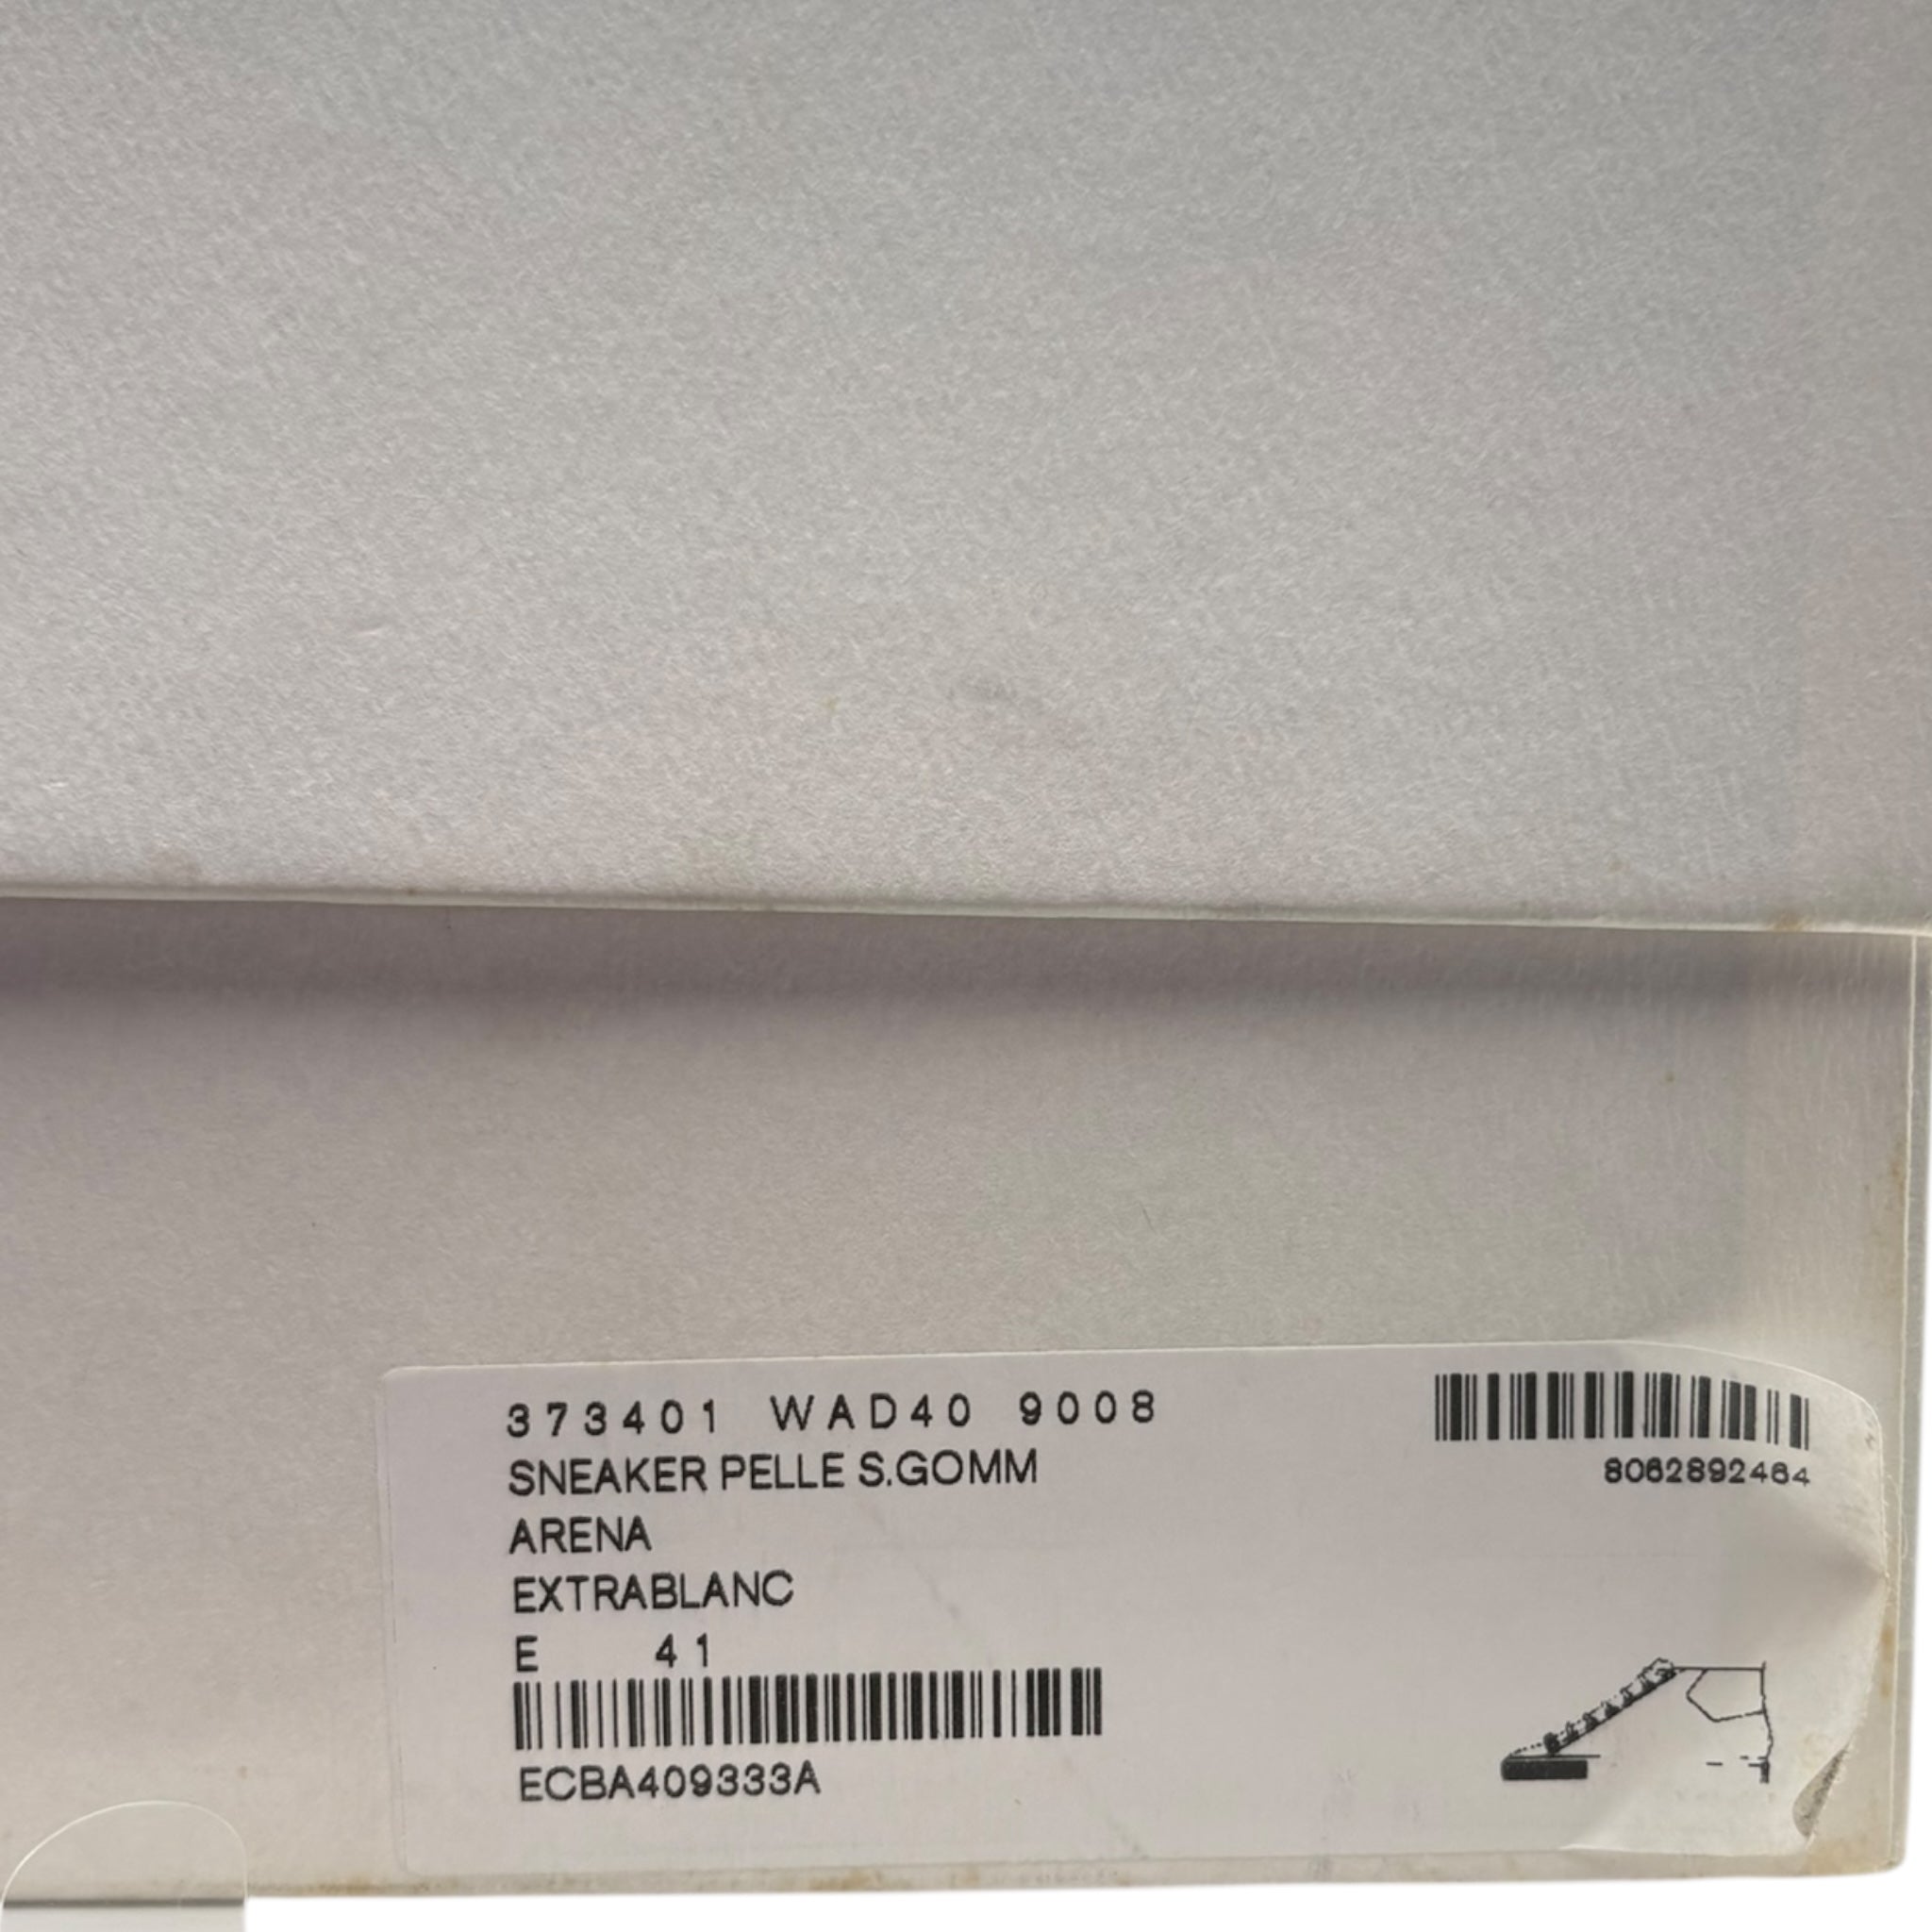 373401 WAD40 9008
SNEAKER PELLE S.GOMM
ARENA
EXTRABLANC
E 41
ECBA409333A
8062892464